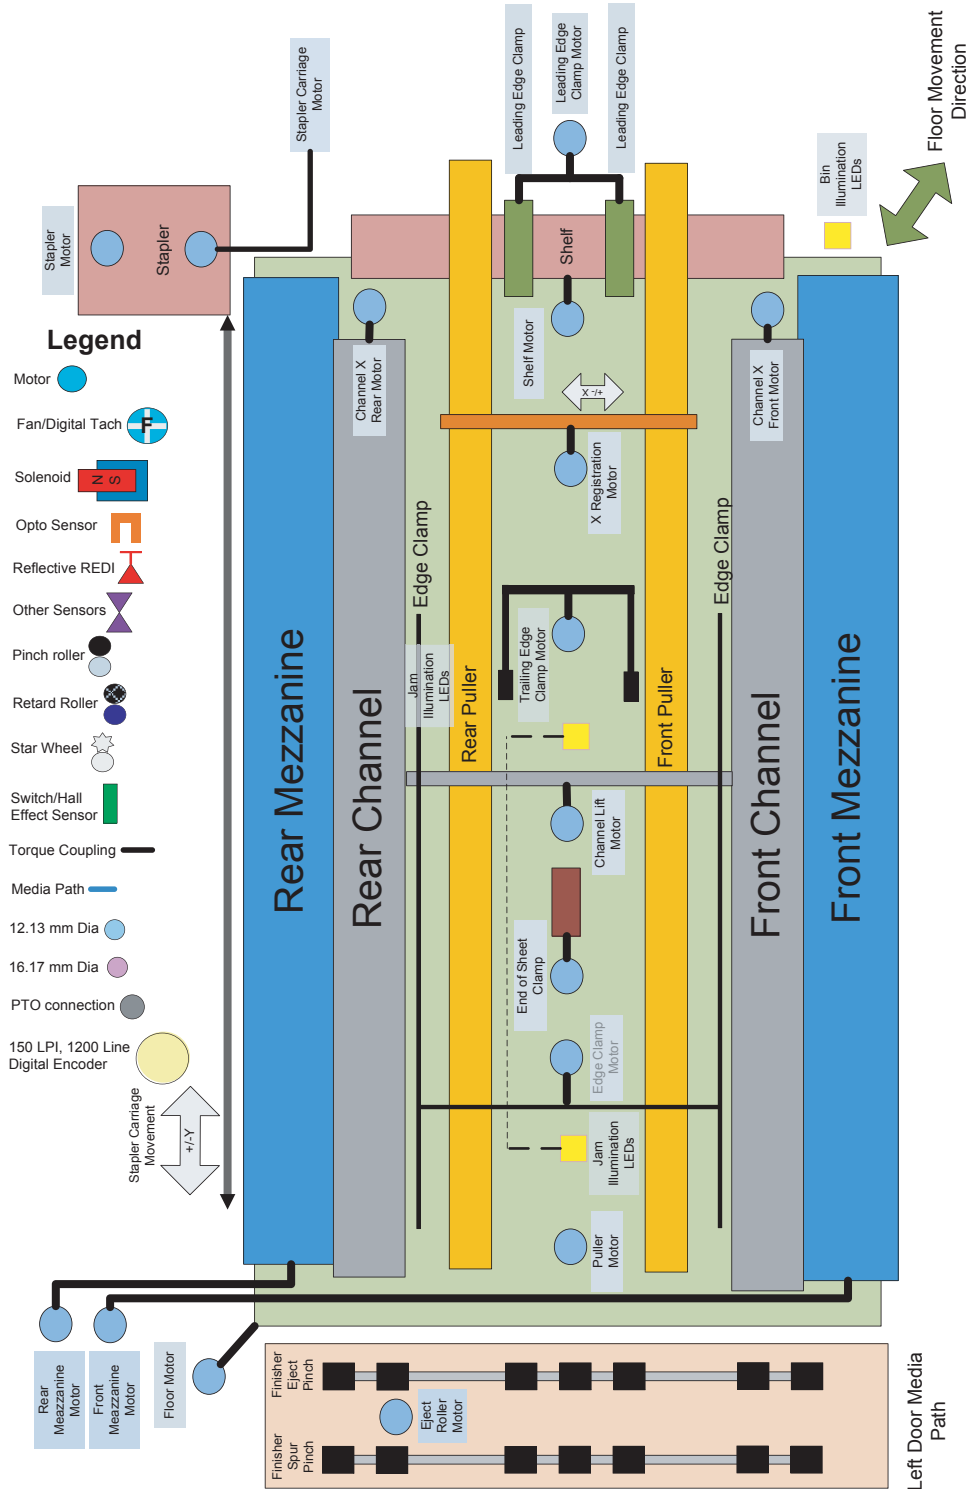 Stapler
Motor
Stapler
Stapler Carriage
Motor
Leading Edge Clamp
Leading Edge
Clamp Motor
Leading Edge Clamp
Floor Movement
Direction
Bin
Illumination
LEDs
Shelf
Shelf Motor
Channel X
Rear Motor
Channel X
Front Motor
X -/+
X Registration
Motor
Legend
Motor
Fan/Digital Tach
F
Solenoid
N
S
Opto Sensor
Reflective REDI
Other Sensors
Pinch roller
Retard Roller
Star Wheel
Switch/Hall
Effect Sensor
Torque Coupling
Media Path
12.13 mm Dia
16.17 mm Dia
PTO connection
150 LPI, 1200 Line
Digital Encoder
Stapler Carriage
Movement
+/-Y
Rear Mezzanine
Rear Channel
Edge Clamp
Jam
Illumination
LEDs
Rear Puller
Trailing Edge
Clamp Motor
Front Puller
Edge Clamp
Front Channel
Front Mezzanine
Channel Lift
Motor
End of Sheet
Clamp
Edge Clamp
Motor
Jam
Illumination
LEDs
Puller
Motor
Rear
Meazzanine
Motor
Front
Meazzanine
Motor
Floor Motor
Finisher
Eject
Pinch
Eject
Roller
Motor
Finisher
Spur
Pinch
Left Door Media
Path